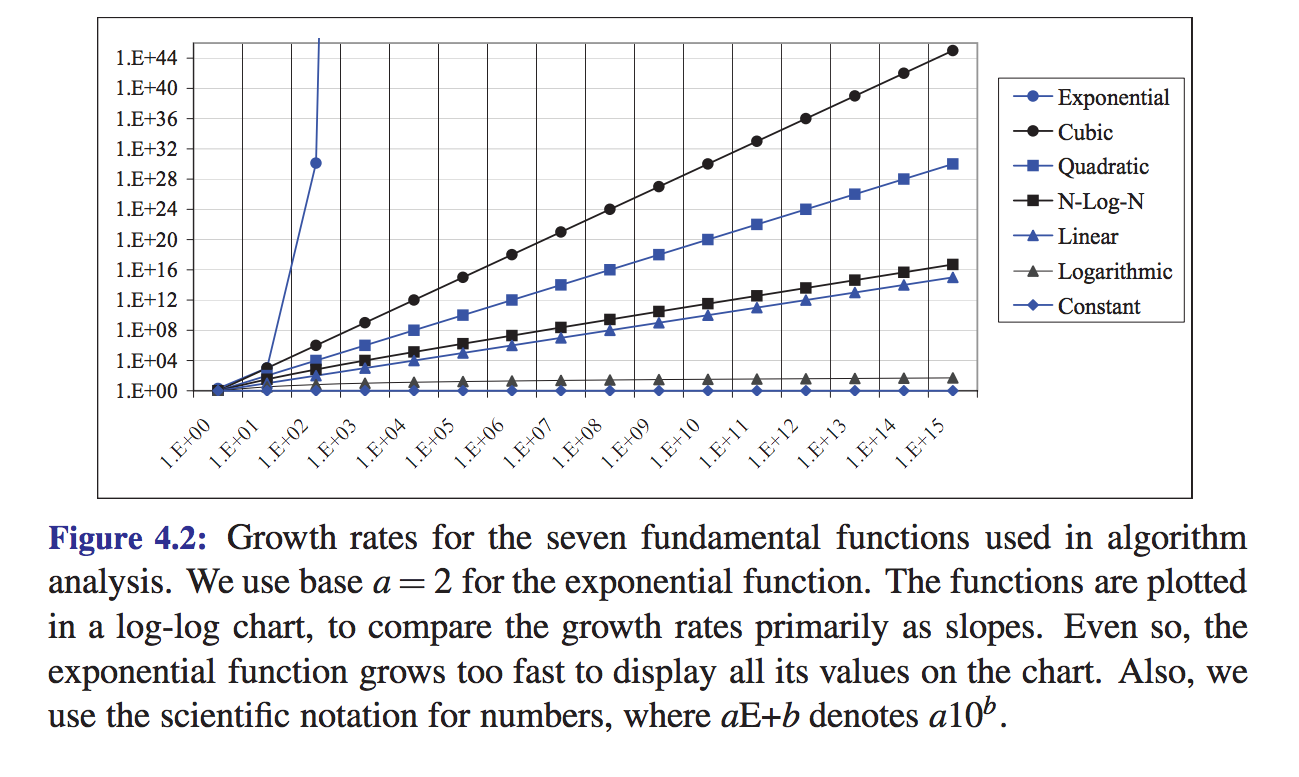 1.E+44
1.E+40
1.E+36
1.E+32
1.E+28
1.E+24
1.E+20
1.E+16
1.E+12
1.E+08
1.E+04
1.E+00
1.E+00
1.E+01
1.E+02
1.E+03
1.E+04
1.E+05
1.E+06
1.E+07
1.E+08
1.E+09
1.E+10
1.E+11
1.E+12
1.E+13
1.E+14
1.E+15
Exponential
Cubic
Quadratic
N-Log-N
Linear
Logarithmic
Constant
Figure 4.2: Growth rates for the seven fundamental functions used in algorithm
analysis. We use base a = 2 for the exponential function. The functions are plotted
in a log-log chart, to compare the growth rates primarily as slopes. Even so, the
exponential function grows too fast to display all its values on the chart. Also, we
use the scientific notation for numbers, where aE+b denotes a10ᵇ.